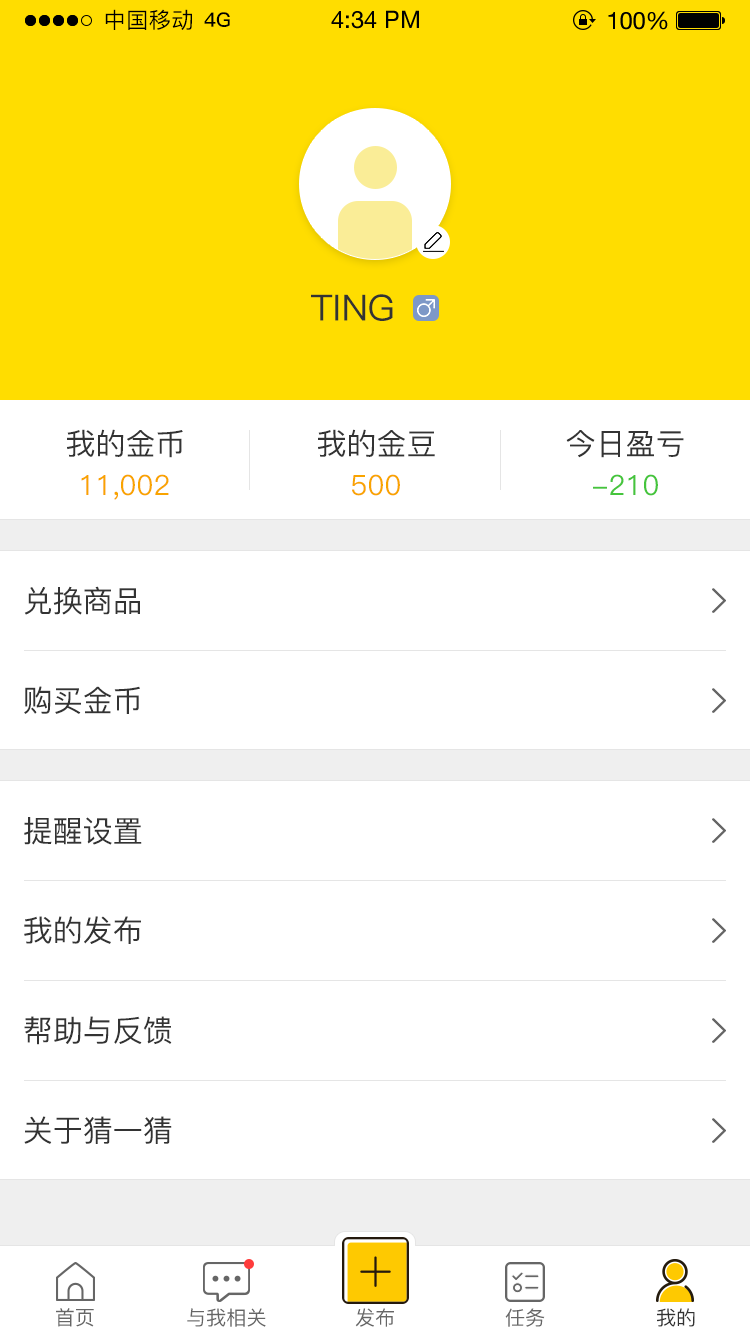 中国移动 4G 4:34 PM 100%
TING
我的金币 我的金豆 今日盈亏
11,002 500 -210
兑换商品
购买金币
提醒设置
我的发布
帮助与反馈
关于猜一猜
首页 与我相关 发布 任务 我的